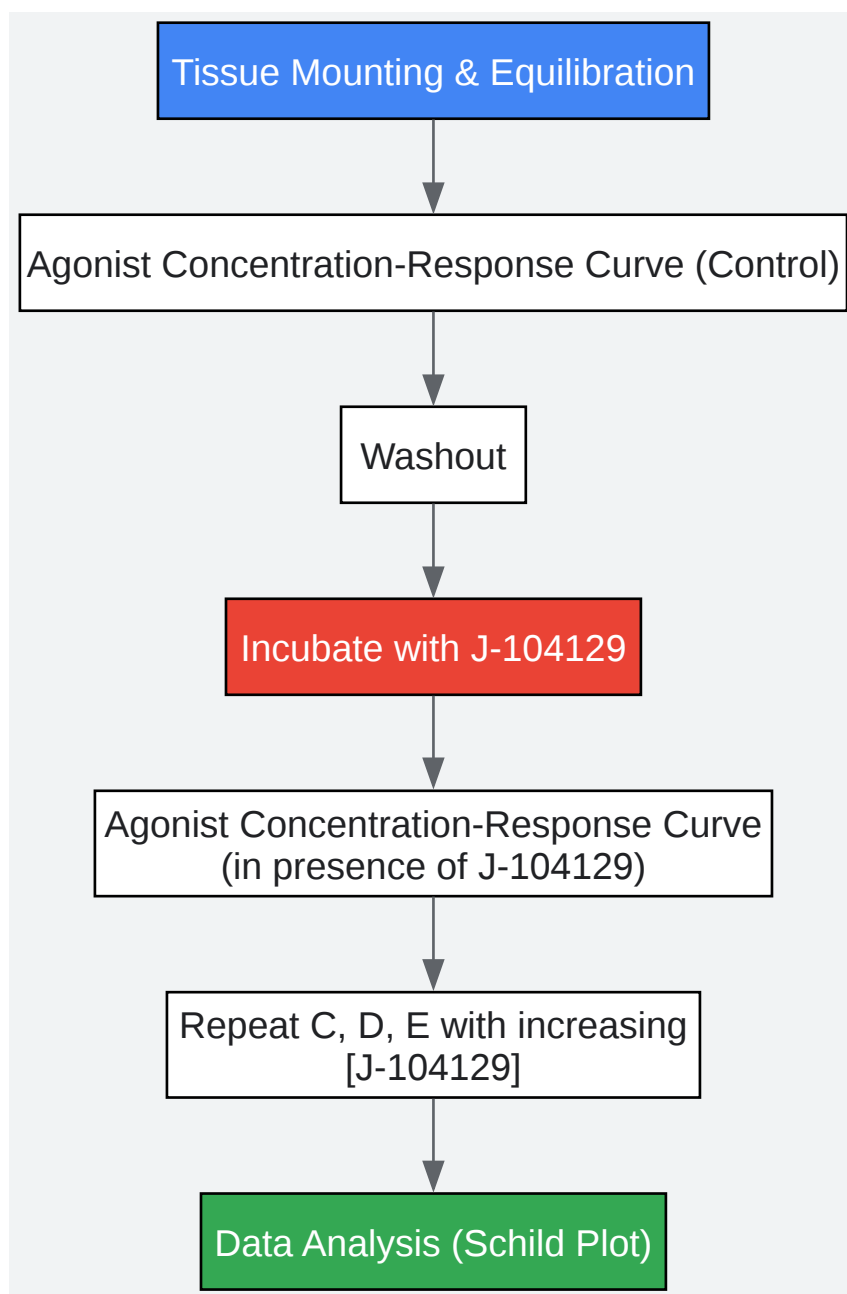 Tissue Mounting & Equilibration
Agonist Concentration-Response Curve (Control)
Washout
Incubate with J-104129
Agonist Concentration-Response Curve
(in presence of J-104129)
Repeat C, D, E with increasing
[J-104129]
Data Analysis (Schild Plot)